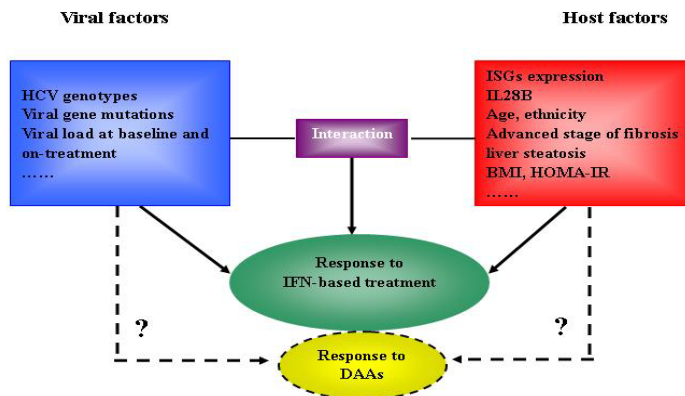 Viral factors
Host factors
HCV genotypes
Viral gene mutations
Viral load at baseline and
on-treatment
……
Interaction
ISGs expression
IL28B
Age, ethnicity
Advanced stage of fibrosis
liver steatosis
BMI, HOMA-IR
……
Response to
IFN-based treatment
?
?
Response to
DAAs